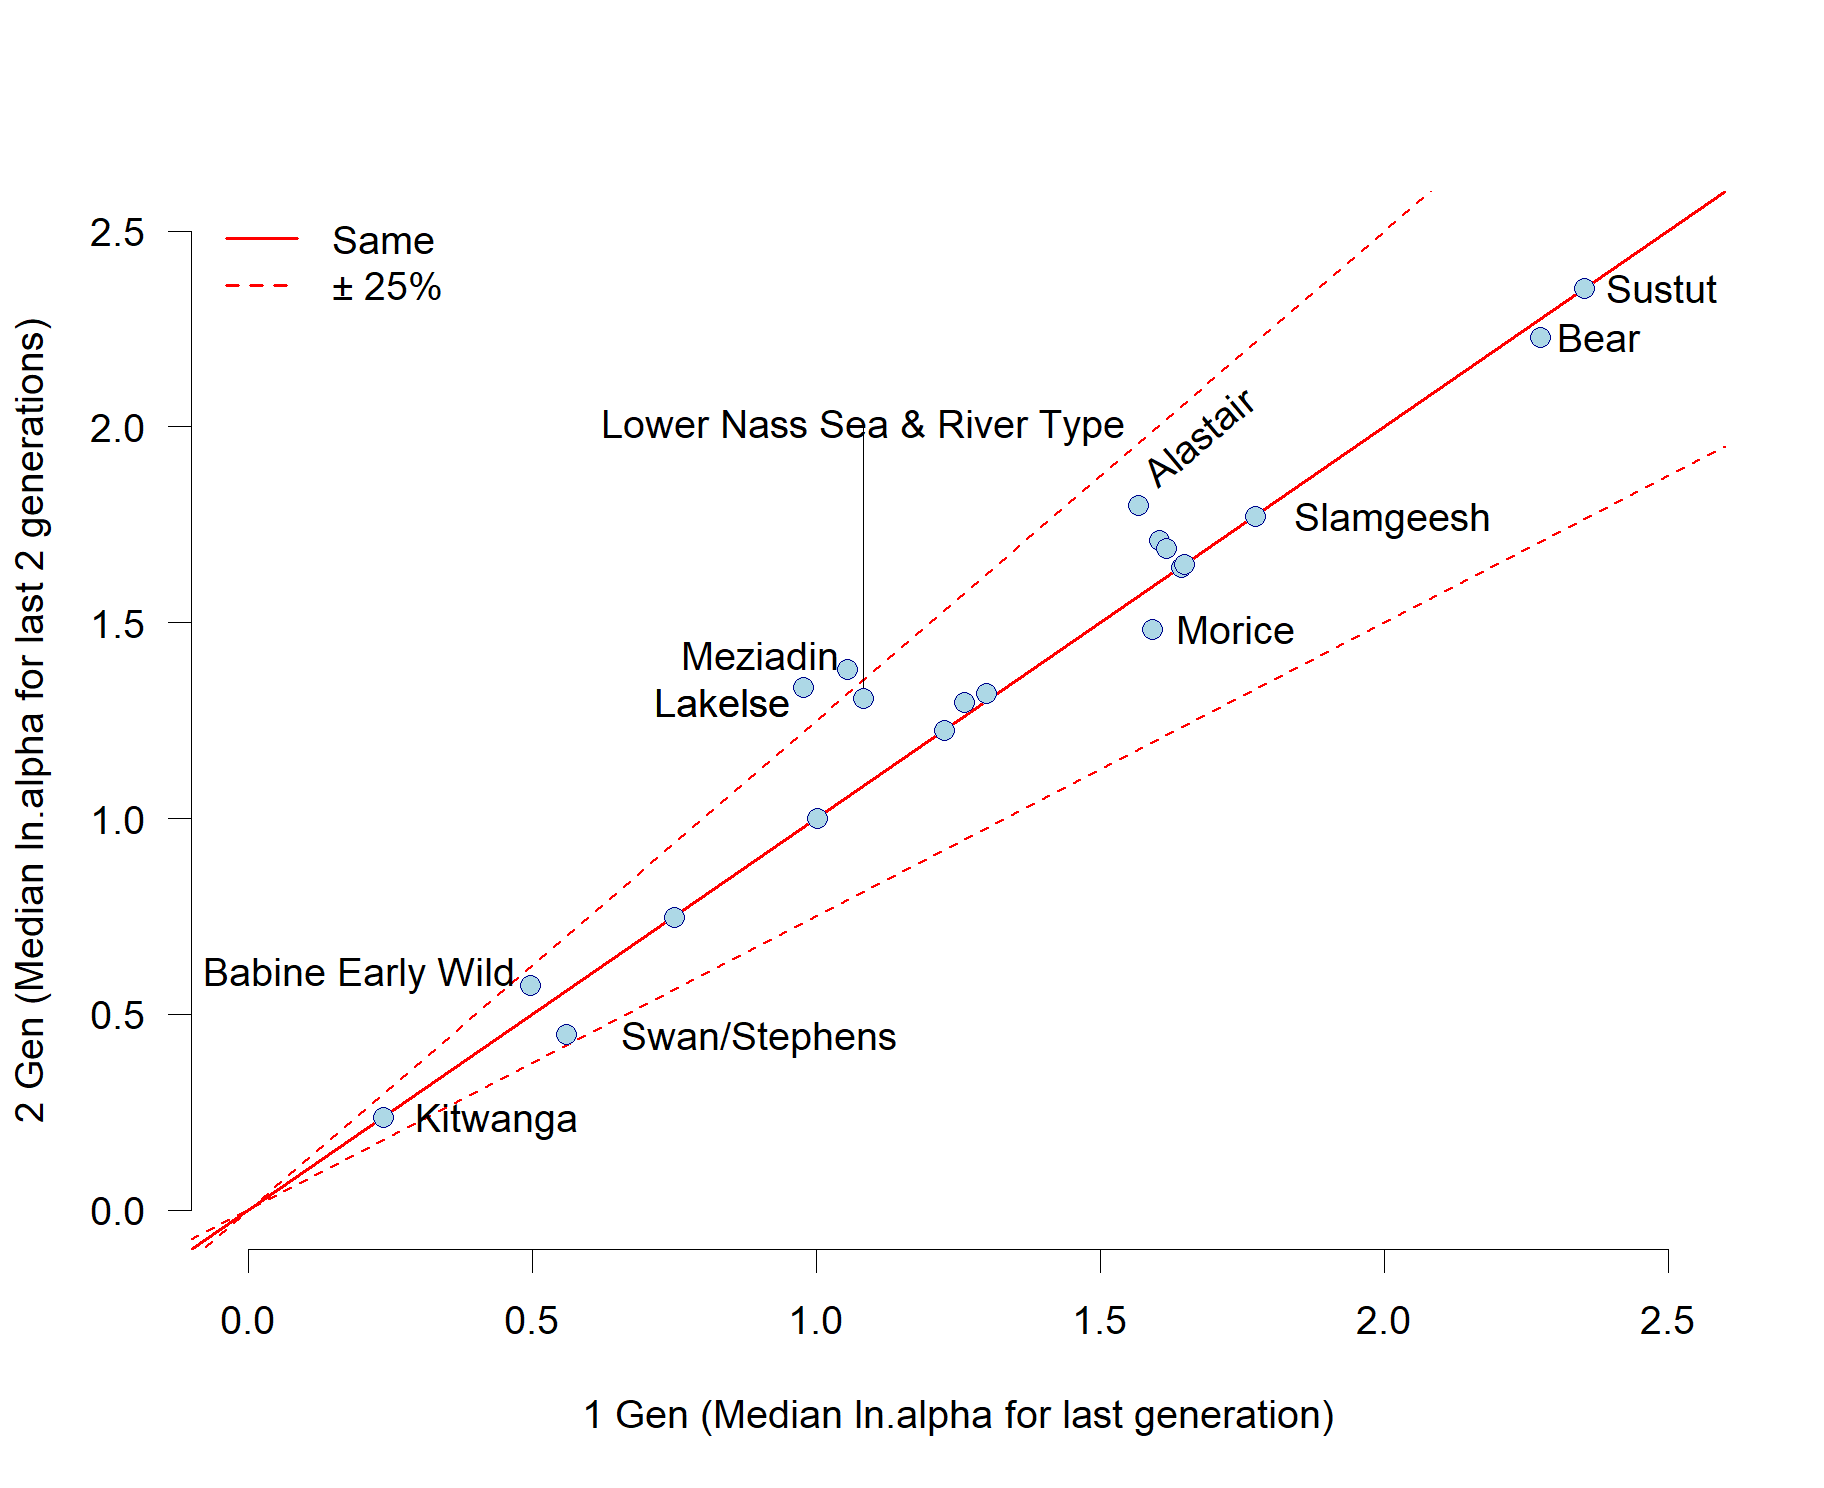 2.5
2.0
1.5
1.0
0.5
0.0
Same
± 25%
Sustut
Bear
Alastair
Lower Nass Sea & River Type
Slamgeesh
Morice
Meziadin
Lakelse
Babine Early Wild
Swan/Stephens
Kitwanga
0.0 0.5 1.0 1.5 2.0 2.5
1 Gen (Median ln.alpha for last generation)
2 Gen (Median ln.alpha for last 2 generations)